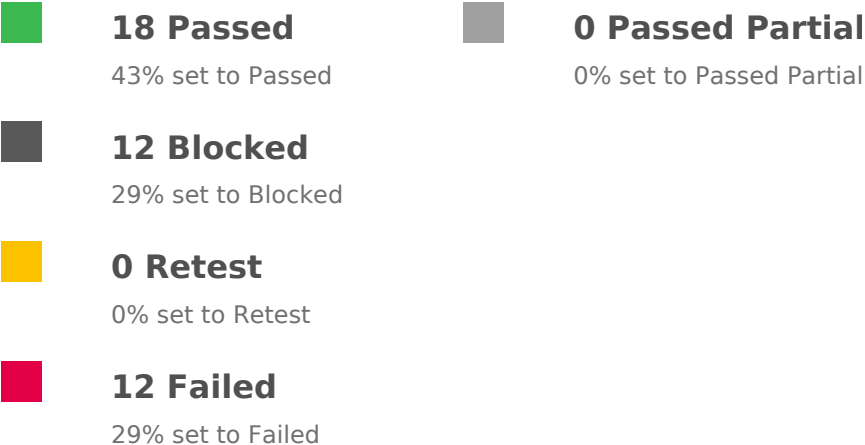 18 Passed
43% set to Passed
12 Blocked
29% set to Blocked
0 Retest
0% set to Retest
12 Failed
29% set to Failed
0 Passed Partial
0% set to Passed Partial